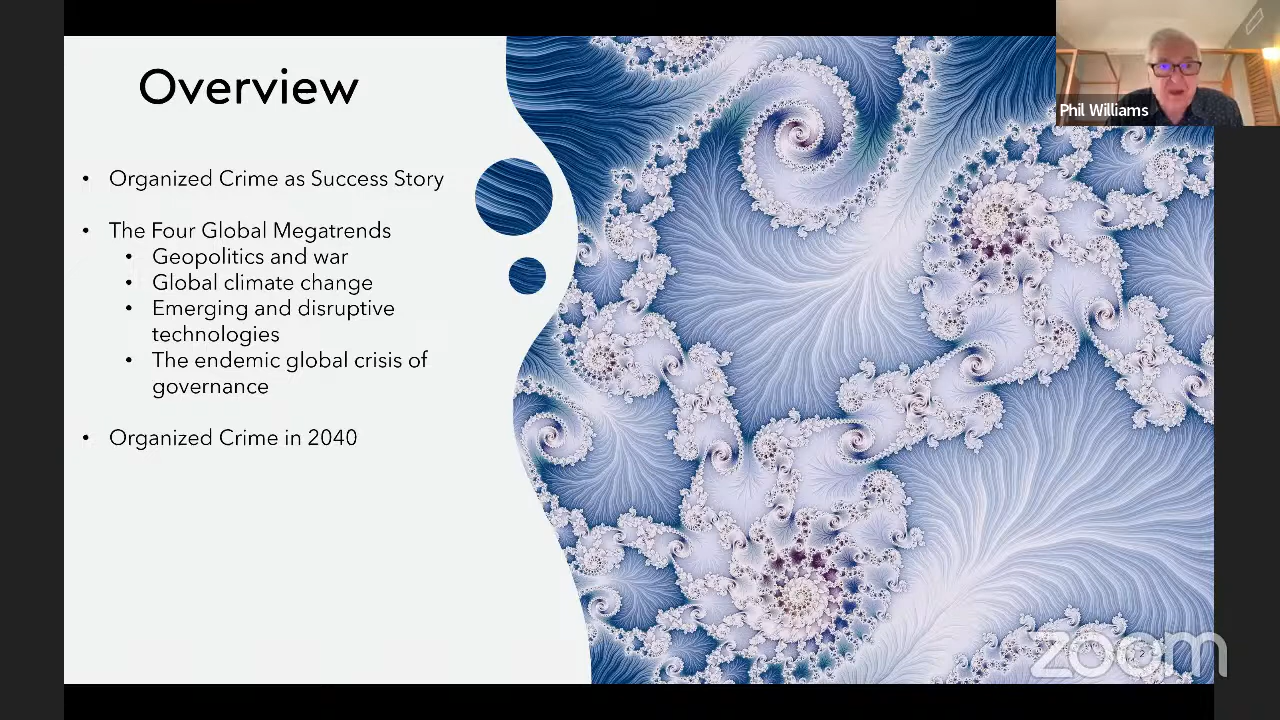 Overview
Phil Williams
• Organized Crime as Success Story
• The Four Global Megatrends
• Geopolitics and war
• Global climate change
• Emerging and disruptive
technologies
• The endemic global crisis of
governance
• Organized Crime in 2040
zoom